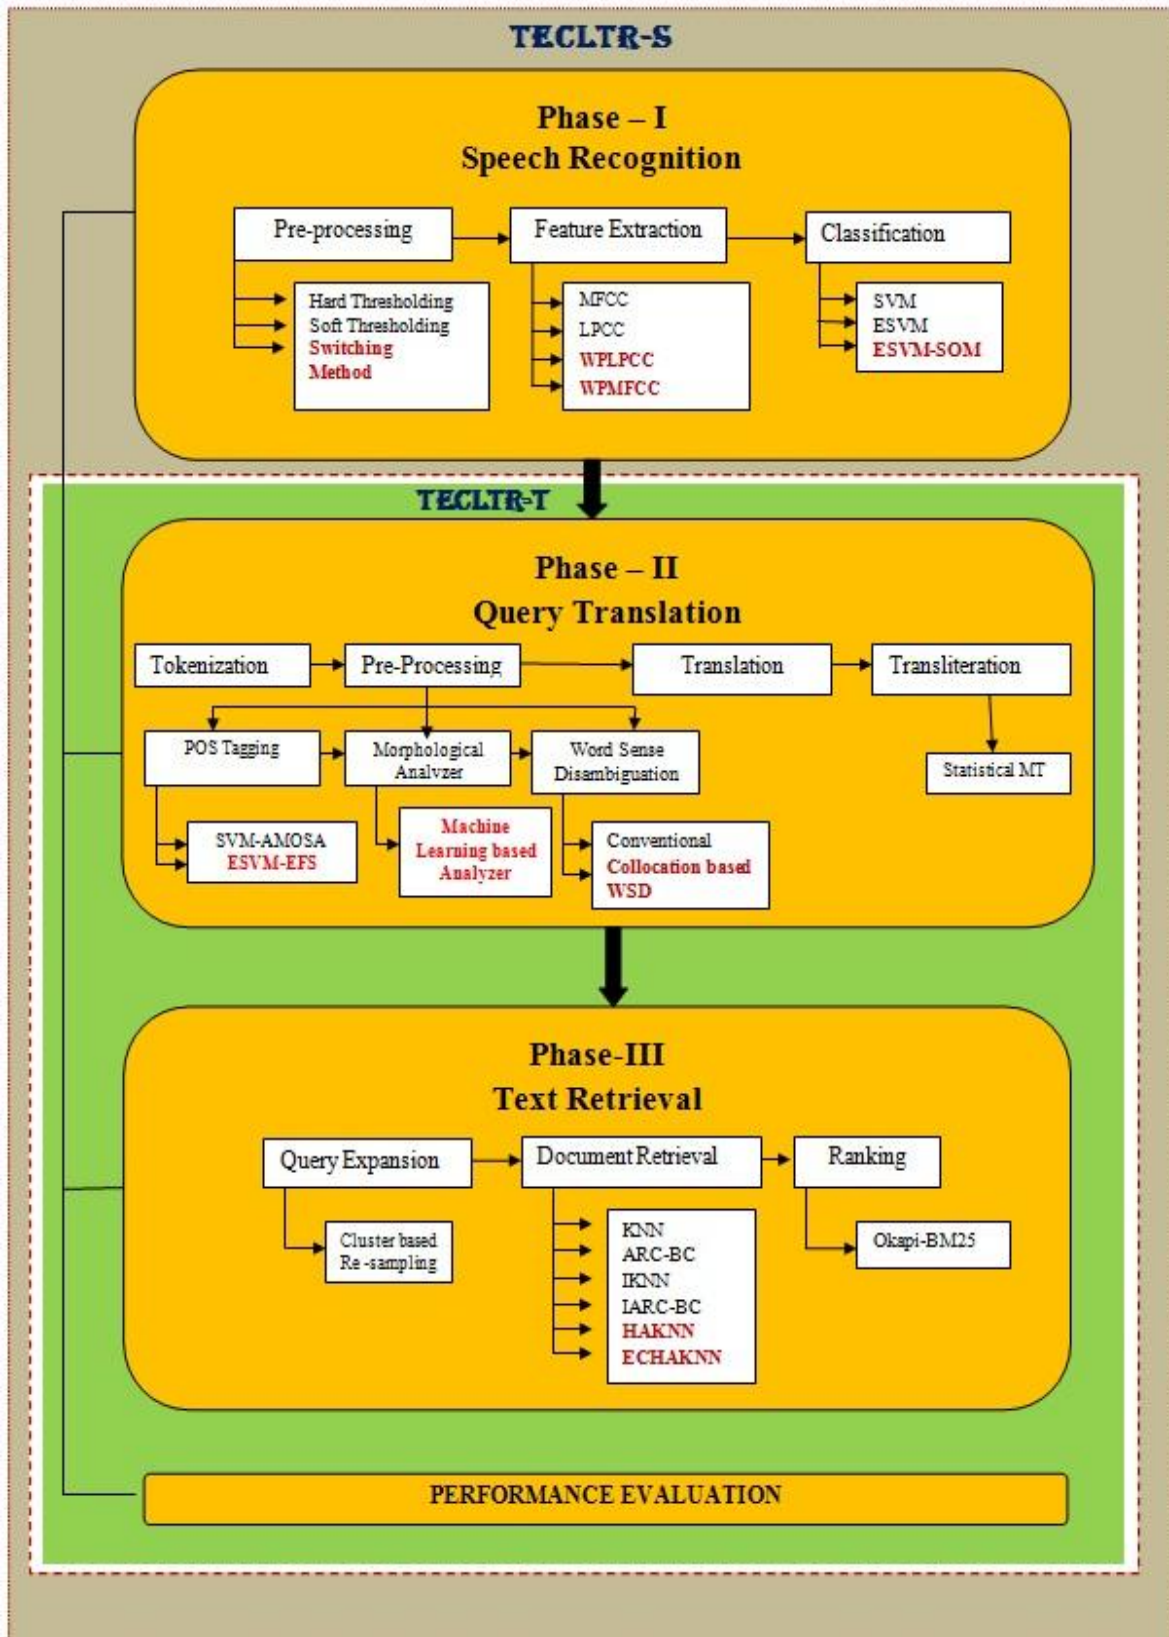 TECLTR-S
Phase – I
Speech Recognition
Pre-processing
Feature Extraction
Classification
Hard Thresholding
Soft Thresholding
Switching
Method
MFCC
LPCC
WPLPCC
WPMFCC
SVM
ESVM
ESVM-SOM
TECLTR-T
Phase – II
Query Translation
Tokenization
Pre-Processing
Translation
Transliteration
POS Tagging
Morphological
Analyzer
Word Sense
Disambiguation
Statistical MT
SVM-AMOSA
ESVM-EFS
Machine
Learning based
Analyzer
Conventional
Collocation based
WSD
Phase-III
Text Retrieval
Query Expansion
Document Retrieval
Ranking
Cluster based
Re -sampling
KNN
ARC-BC
IKNN
IARC-BC
HAKNN
ECHAKNN
Okapi-BM25
PERFORMANCE EVALUATION